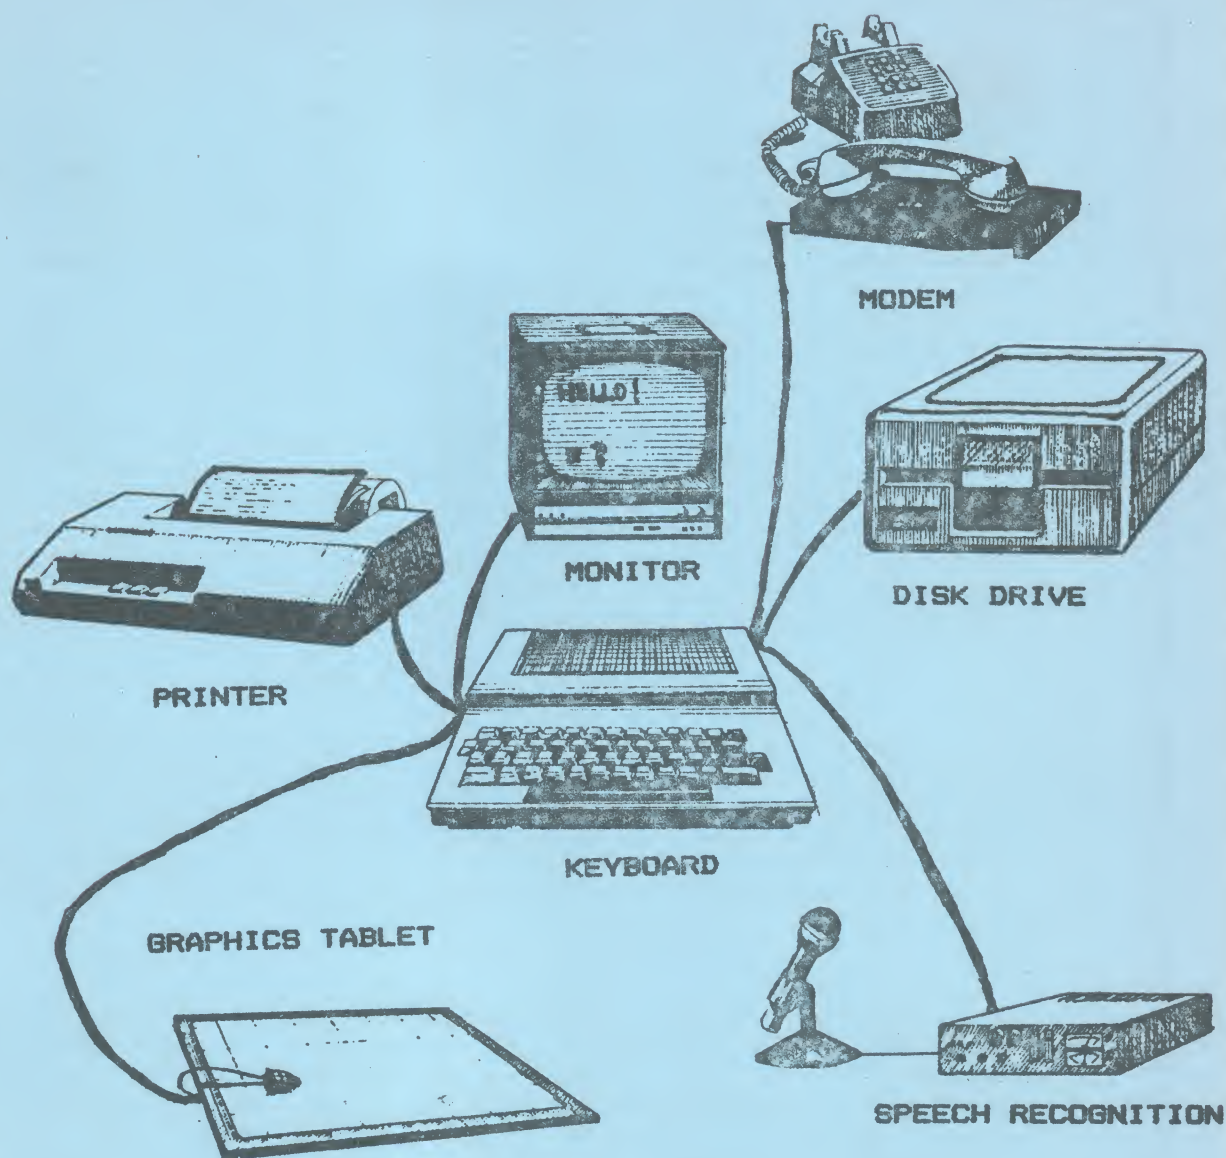 MODEM
HELLO!
MONITOR
DISK DRIVE
PRINTER
KEYBOARD
GRAPHICS TABLET
SPEECH RECOGNITION